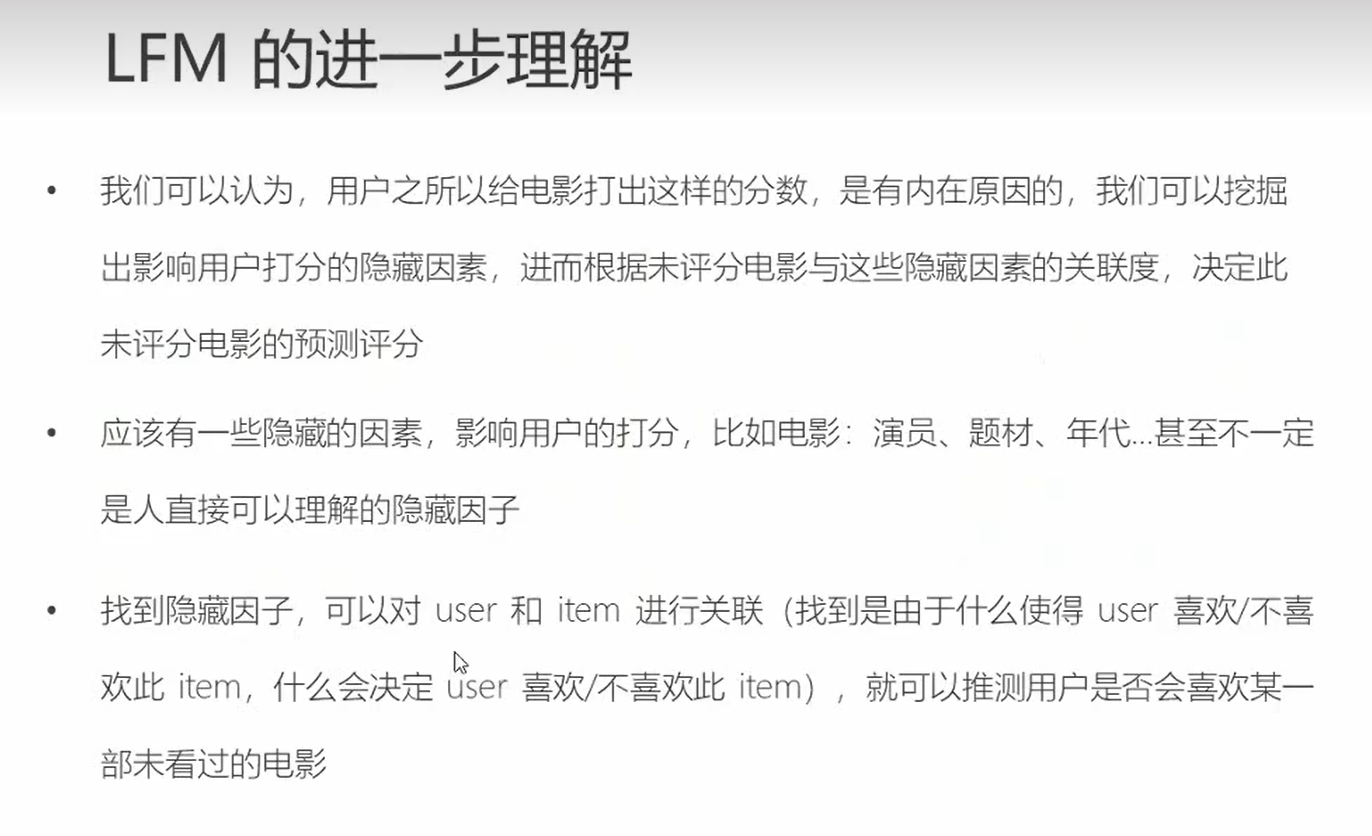 LFM 的进一步理解
• 我们可以认为，用户之所以给电影打出这样的分数，是有内在原因的，我们可以挖掘
出影响用户打分的隐藏因素，进而根据未评分电影与这些隐藏因素的关联度，决定此
未评分电影的预测评分
• 应该有一些隐藏的因素，影响用户的打分，比如电影：演员、题材、年代...甚至不一定
是人直接可以理解的隐藏因子
• 找到隐藏因子，可以对 user 和 item 进行关联（找到是由于什么使得 user 喜欢/不喜
欢此 item，什么会决定 user 喜欢/不喜欢此 item），就可以推测用户是否会喜欢某一
部未看过的电影